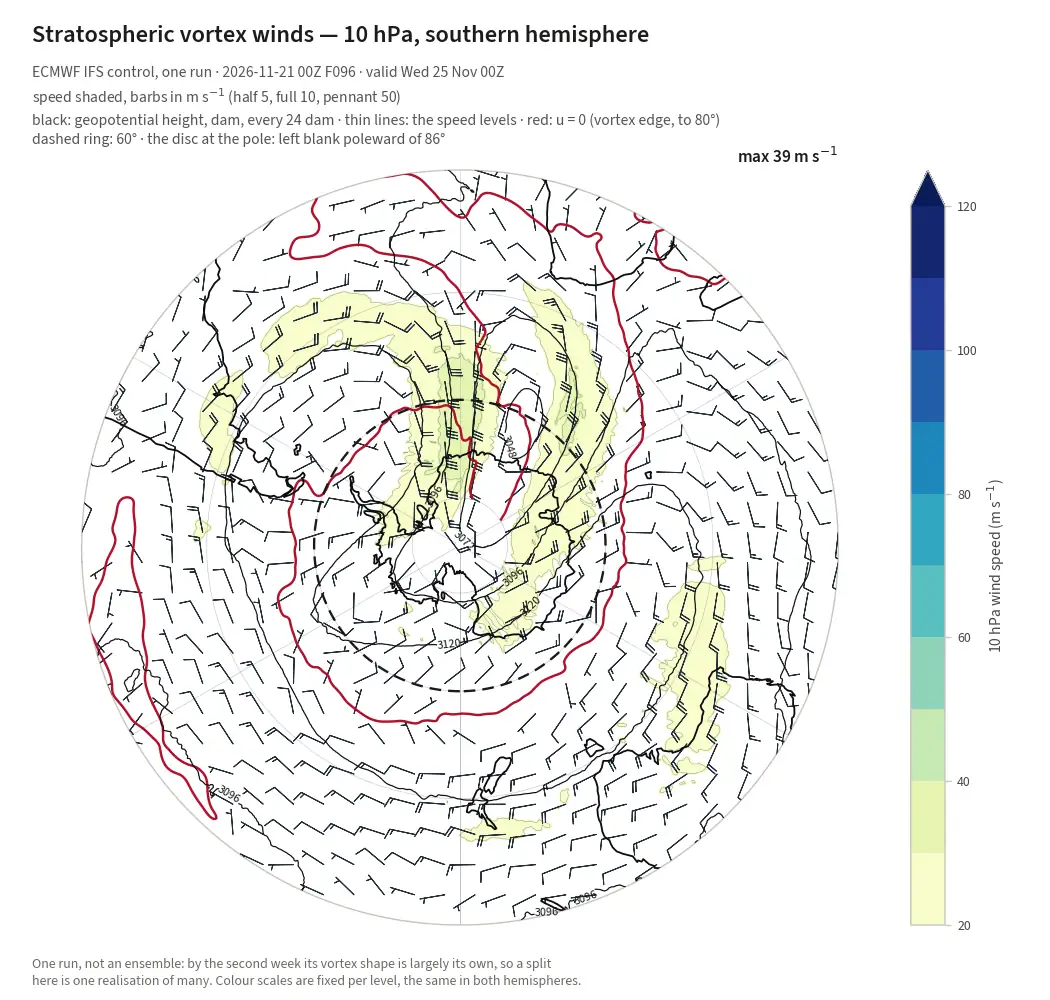 Stratospheric vortex winds — 10 hPa, southern hemisphere
ECMWF IFS control, one run · 2026-11-21 00Z F096 · valid Wed 25 Nov 00Z
speed shaded, barbs in m s⁻¹ (half 5, full 10, pennant 50)
black: geopotential height, dam, every 24 dam · thin lines: the speed levels · red: u = 0 (vortex edge, to 80°)
dashed ring: 60° · the disc at the pole: left blank poleward of 86°
max 39 m s⁻¹
120
100
80
60
40
20
10 hPa wind speed (m s⁻¹)
3048
3096
3120
3120
3096
3096
3096
One run, not an ensemble: by the second week its vortex shape is largely its own, so a split
here is one realisation of many. Colour scales are fixed per level, the same in both hemispheres.